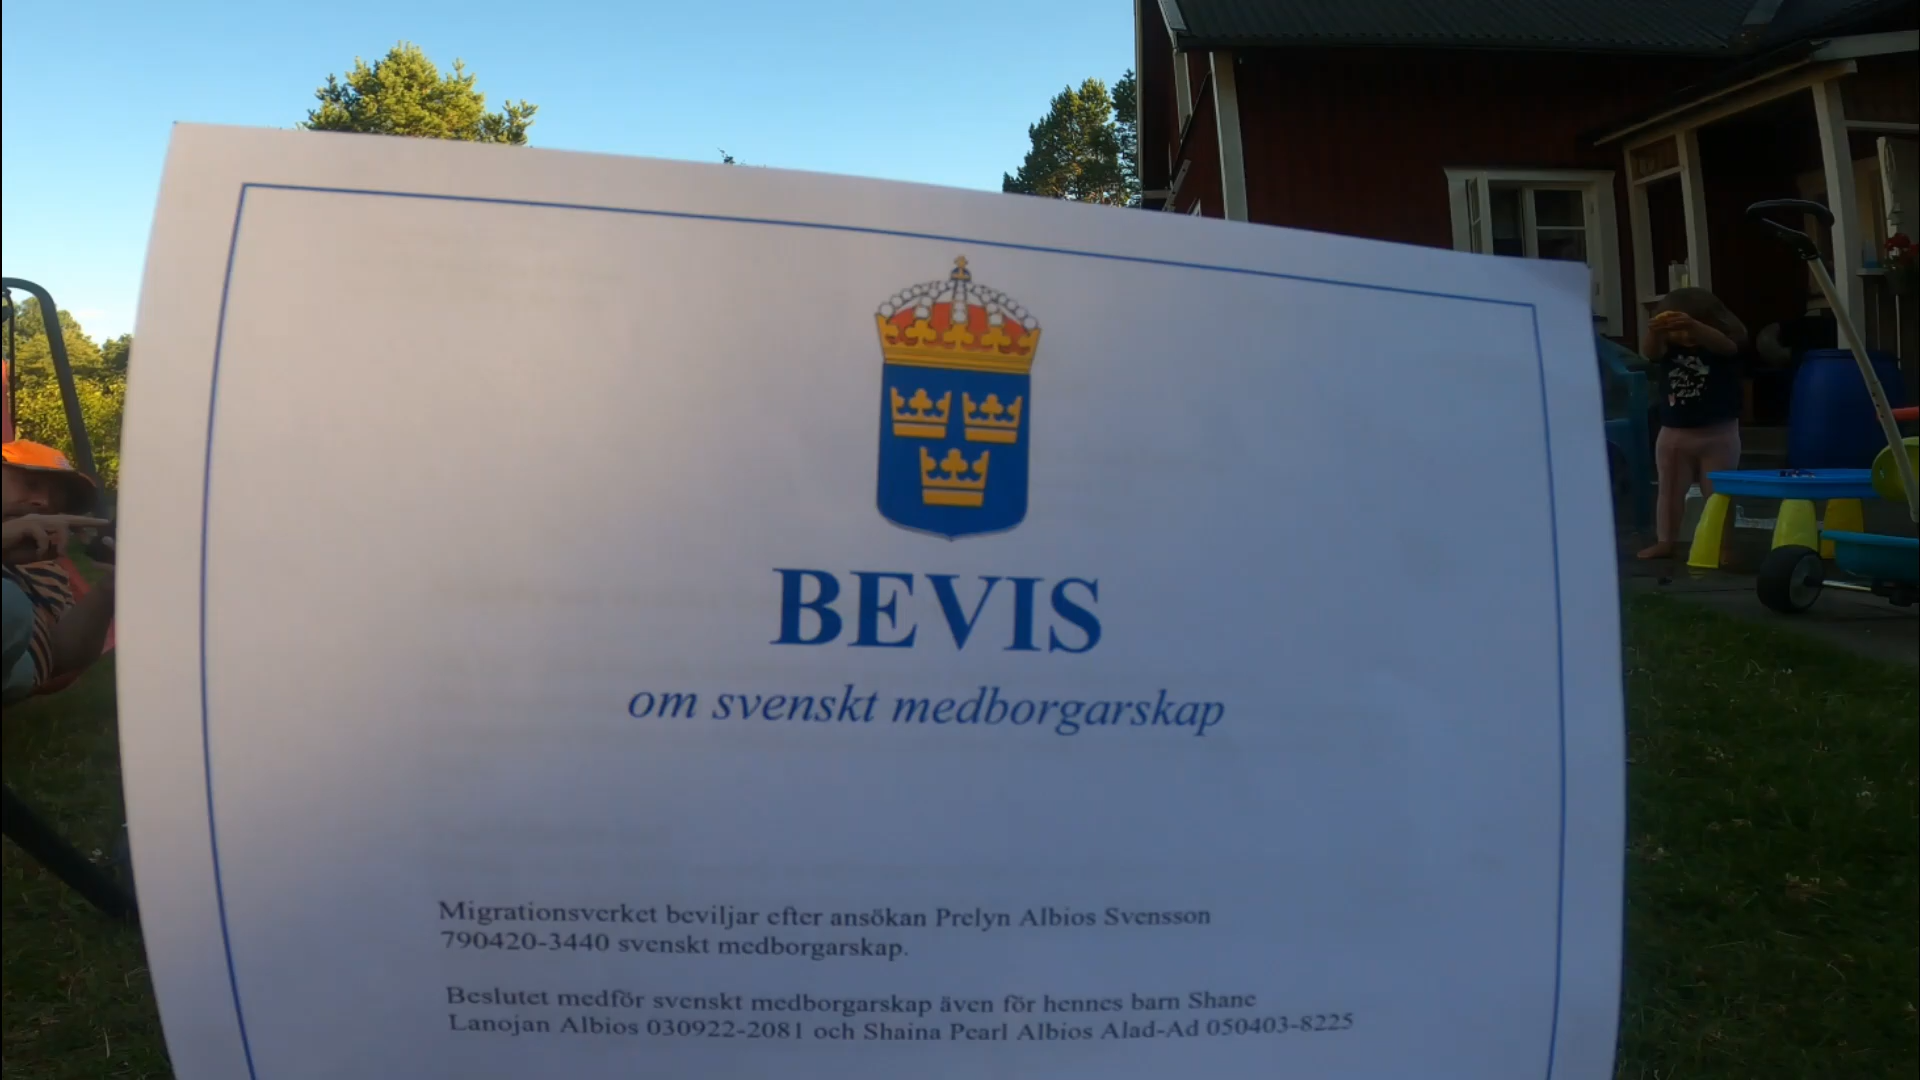 BEVIS
om svenskt medborgarskap
Migrationsverket beviljar efter ansökan Prelyn Albios Svensson
790420-3440 svenskt medborgarskap.
Beslutet medför svenskt medborgarskap även för hennes barn Shane
Lanojan Albios 030922-2081 och Shaina Pearl Albios Alad-Ad 050403-8225